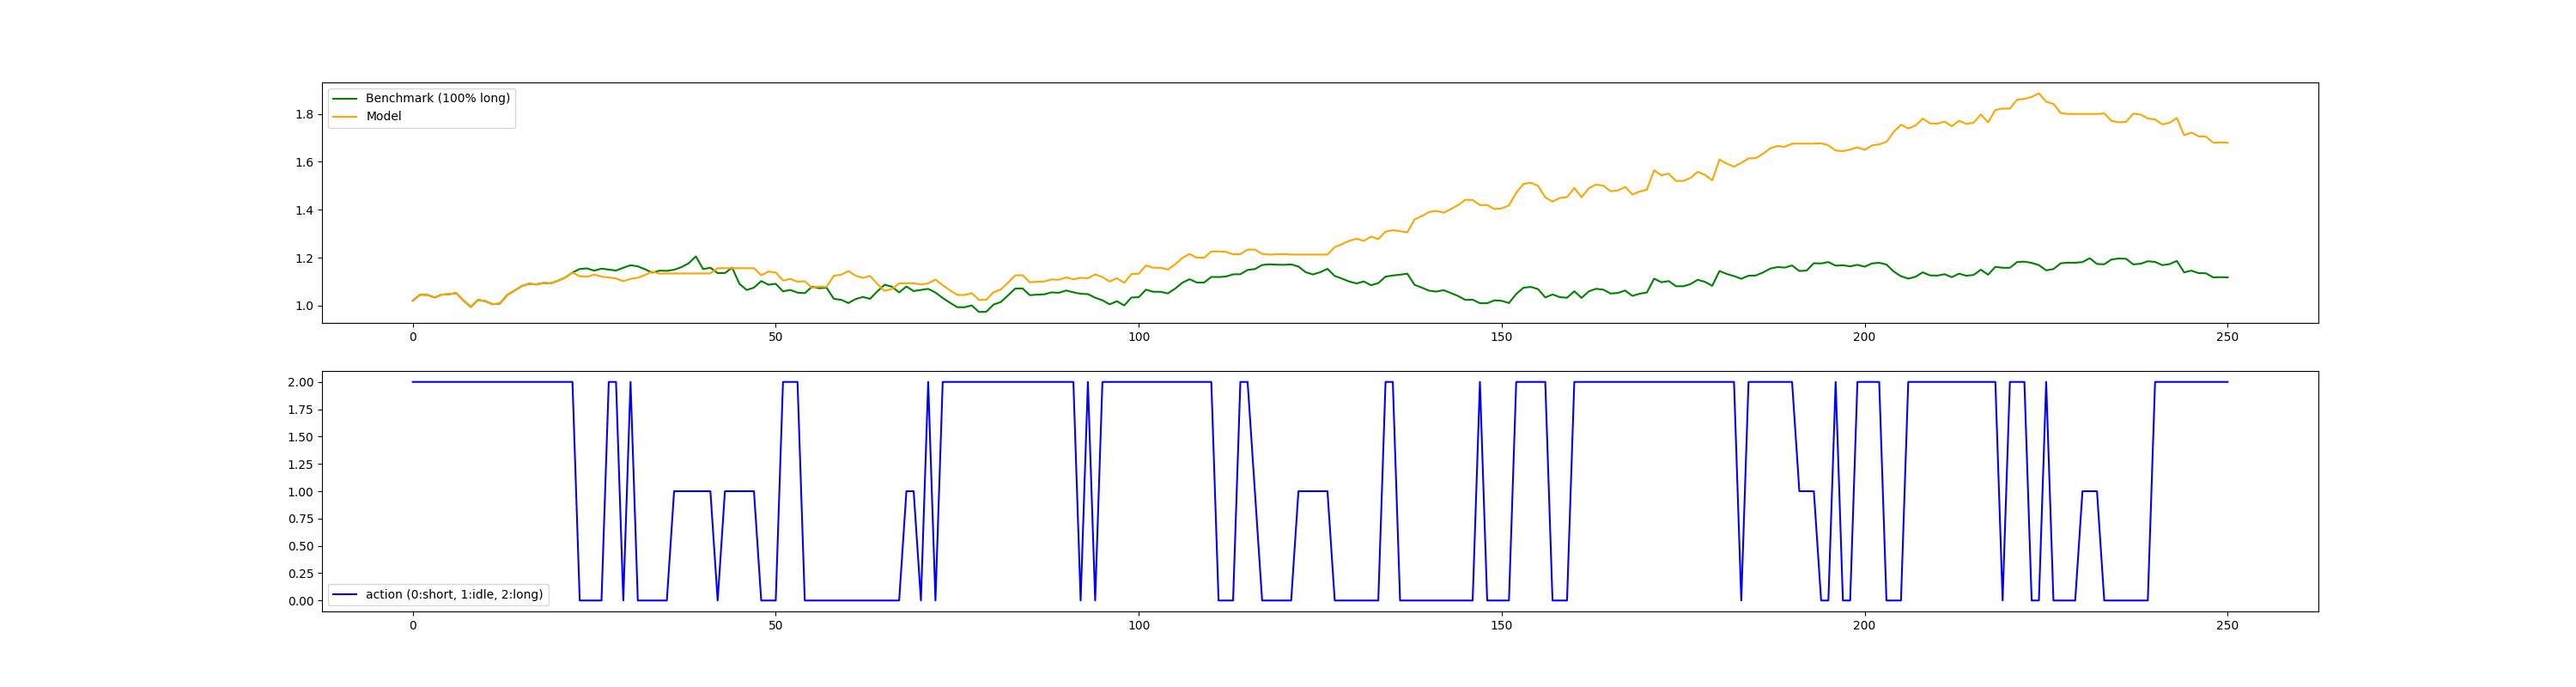 Benchmark (100% long)
Model
1.8
1.6
1.4
1.2
1.0
0 50 100 150 200 250
2.00
1.75
1.50
1.25
1.00
0.75
0.50
0.25
0.00
action (0:short, 1:idle, 2:long)
0 50 100 150 200 250